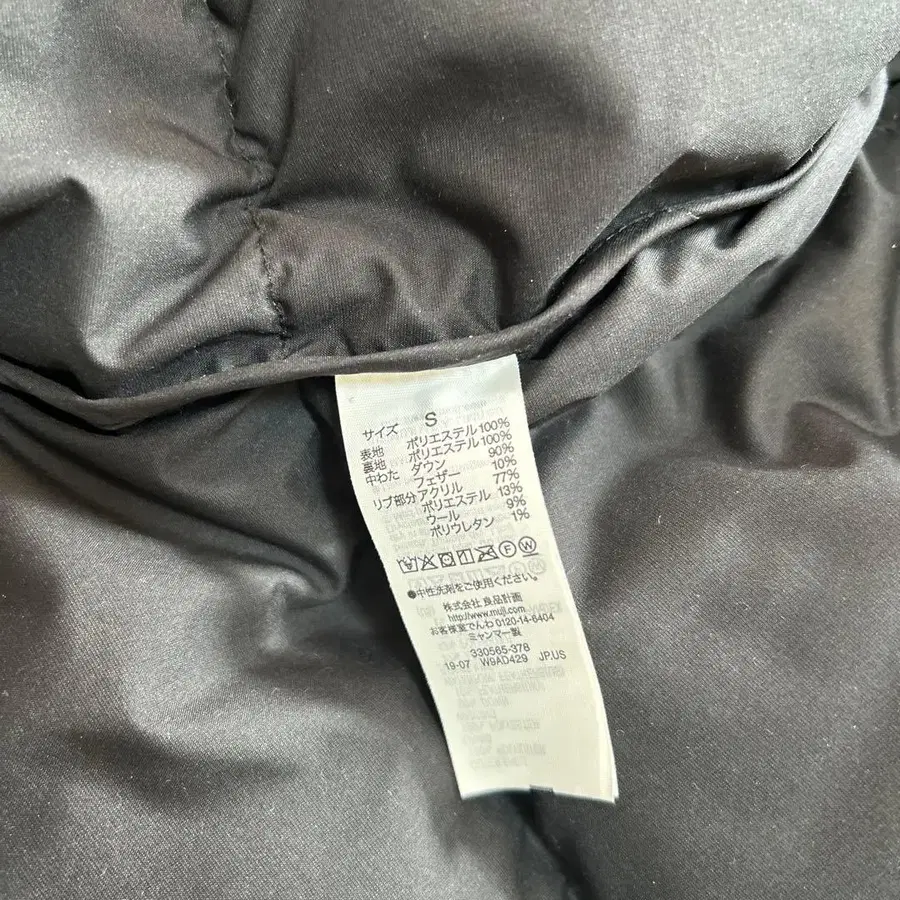 サイズ S
表地 ポリエステル100%
裏地 ポリエステル100%
中わた ダウン 90%
フェザー 10%
リブ部分 アクリル 77%
ポリエステル 13%
ウール 9%
ポリウレタン 1%
F W
●中性洗剤をご使用ください。
株式会社 良品計画
http://www.muji.com
お客様室でんわ 0120-14-6404
ミャンマー製
330565-378
19-07 W9AD429 JP.US